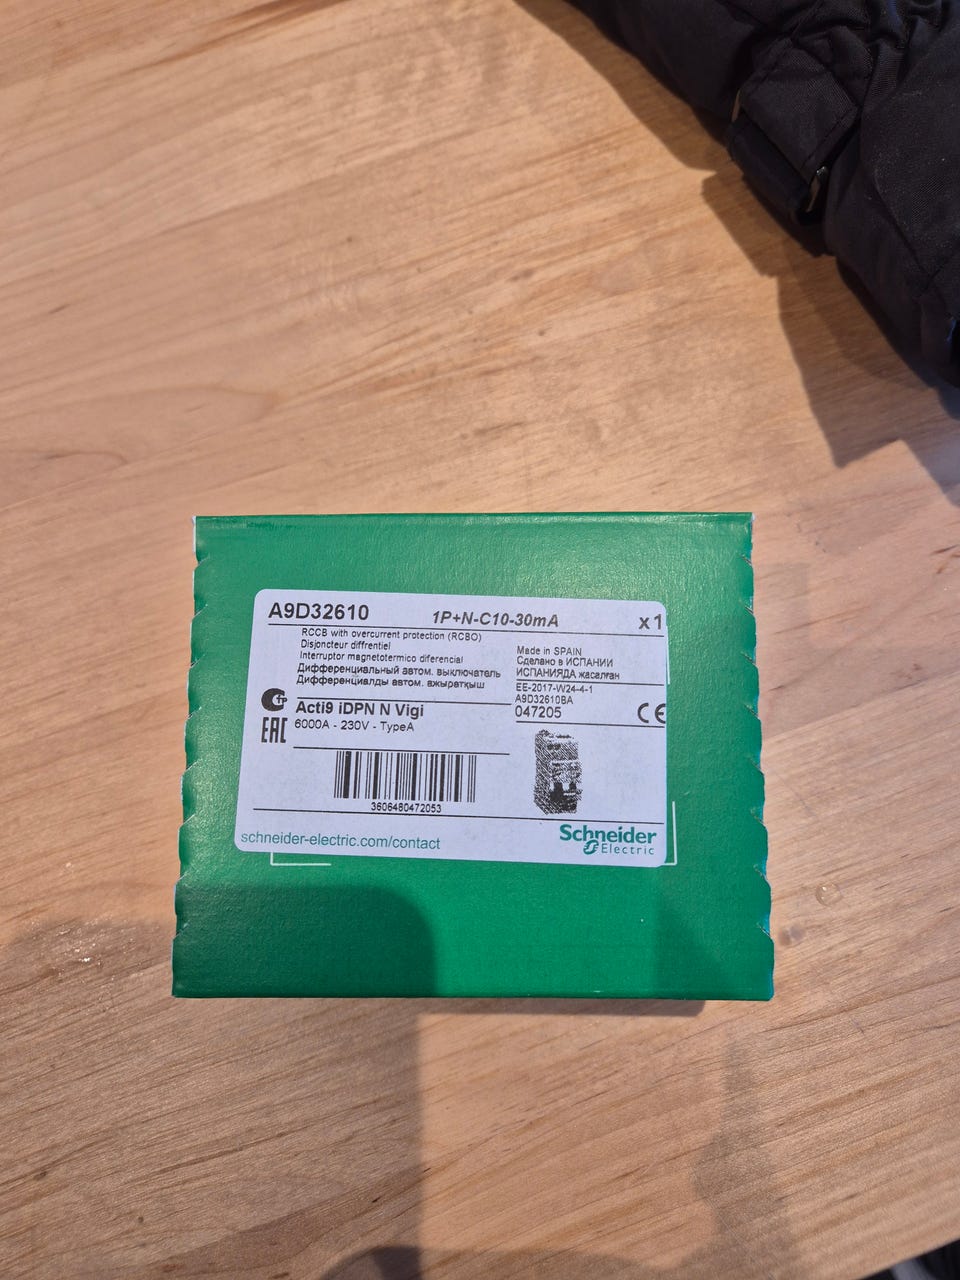 A9D32610 1P+N-C10-30mA x1
RCCB with overcurrent protection (RCBO)
Disjoncteur diffrentiel
Interruptor magnetotermico diferencial
Дифференциальный автом. выключатель
Дифференциалды автом. ажыратқыш
Made in SPAIN
Сделано в ИСПАНИИ
ИСПАНИЯДА жасалған
EE-2017-W24-4-1
A9D32610BA
047205
CE
EAC
Acti9 iDPN N Vigi
6000A - 230V - TypeA
3606480472053
schneider-electric.com/contact
Schneider
Electric